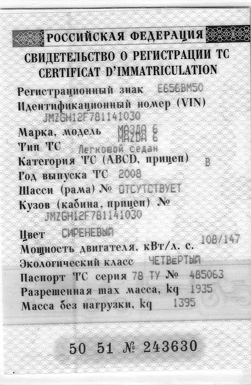 РОССИЙСКАЯ ФЕДЕРАЦИЯ
СВИДЕТЕЛЬСТВО О РЕГИСТРАЦИИ ТС
CERTIFICAT D'IMMATRICULATION
Регистрационный знак Е656ВМ50
Идентификационный номер (VIN)
JMZGH12F781141030
Марка, модель МАЗДА 6
MAZDA 6
Тип ТС Легковой седан
Категория ТС (ABCD, прицеп) B
Год выпуска ТС 2008
Шасси (рама) № ОТСУТСТВУЕТ
Кузов (кабина, прицеп) №
JMZGH12F781141030
Цвет СИРЕНЕВЫЙ
Мощность двигателя, кВт/л. с. 108/147
Экологический класс ЧЕТВЕРТЫЙ
Паспорт ТС серия 78 ТУ № 485063
Разрешенная max масса, kg 1935
Масса без нагрузки, kg 1395
50 51 № 243630